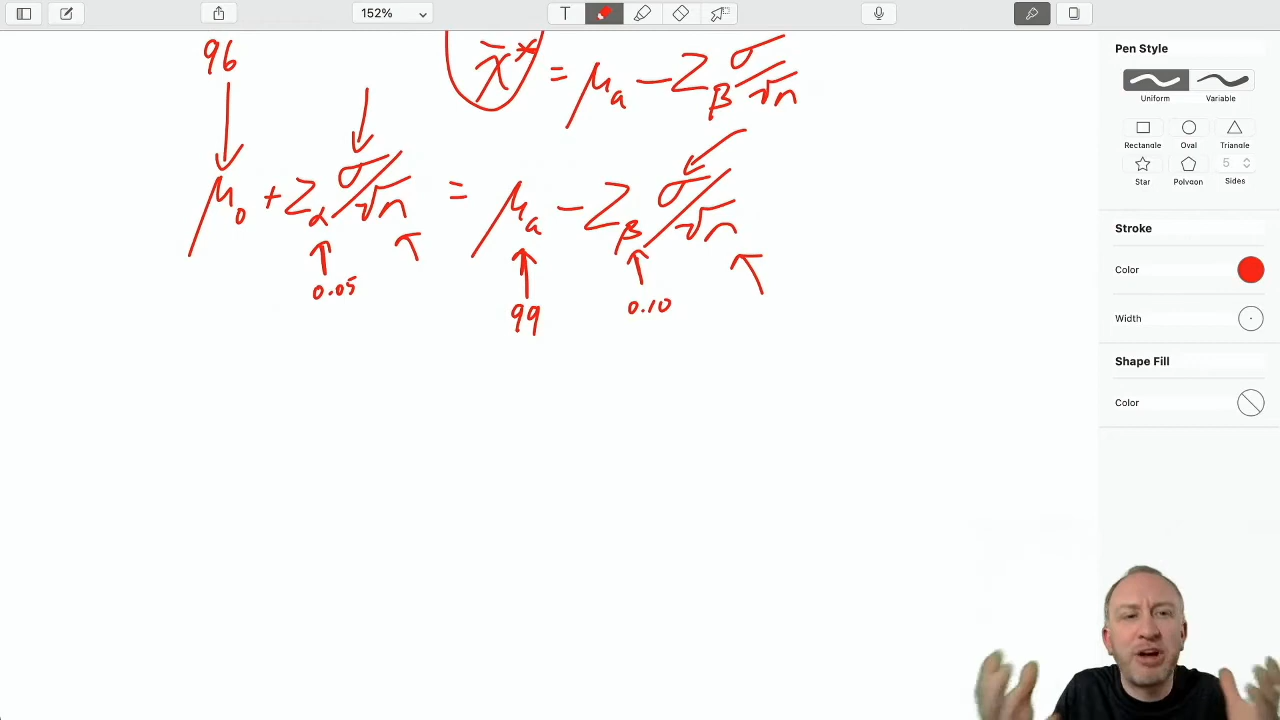 152%
T
Pen Style
Uniform Variable
Rectangle Oval Triangle
Star Polygon Sides
5
Stroke
Color
Width
Shape Fill
Color
96
x̄* = μa − Zβ σ/√n
μ0 + Zα σ/√n = μa − Zβ σ/√n
0.05
99
0.10